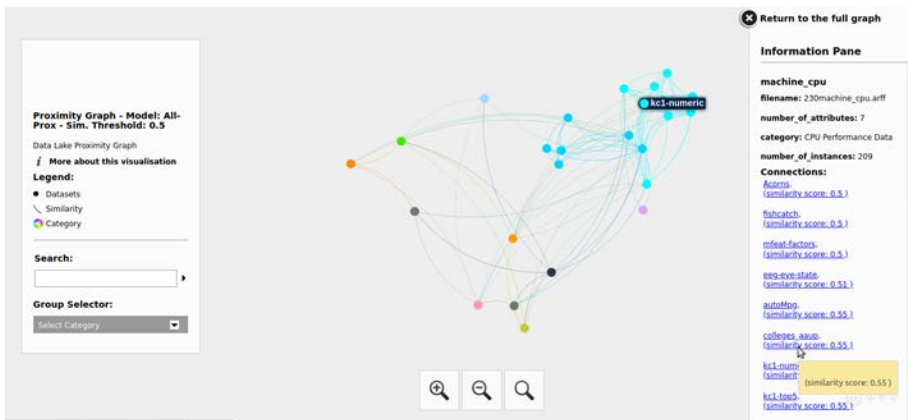 Return to the full graph
Information Pane
Proximity Graph - Model: All-
Prox - Sim. Threshold: 0.5
Data Lake Proximity Graph
i More about this visualisation
Legend:
Datasets
Similarity
Category
Search:
Group Selector:
Select Category
kc1-numeric
machine_cpu
filename: 230machine_cpu.arff
number_of_attributes: 7
category: CPU Performance Data
number_of_instances: 209
Connections:
Acorns,
(similarity score: 0.5 )
fishcatch,
(similarity score: 0.5 )
mfeat-factors,
(similarity score: 0.5 )
eeg-eye-state,
(similarity score: 0.51 )
autoMpg,
(similarity score: 0.55 )
colleges_aaup,
(similarity score: 0.55 )
kc1-nume
(similarity
(similarity score: 0.55 )
kc1-top5,
(similarity score: 0.55 )